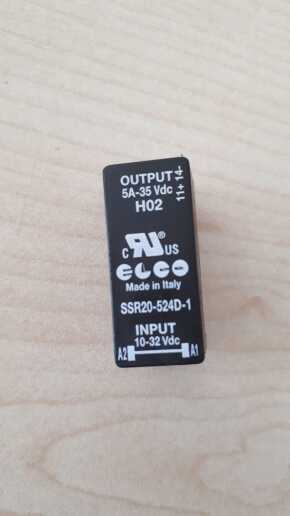 OUTPUT
5A-35 Vdc
H02
11+ 14-
c RU® US
ELCO
Made in Italy
SSR20-524D-1
INPUT
10-32 Vdc
A2 A1